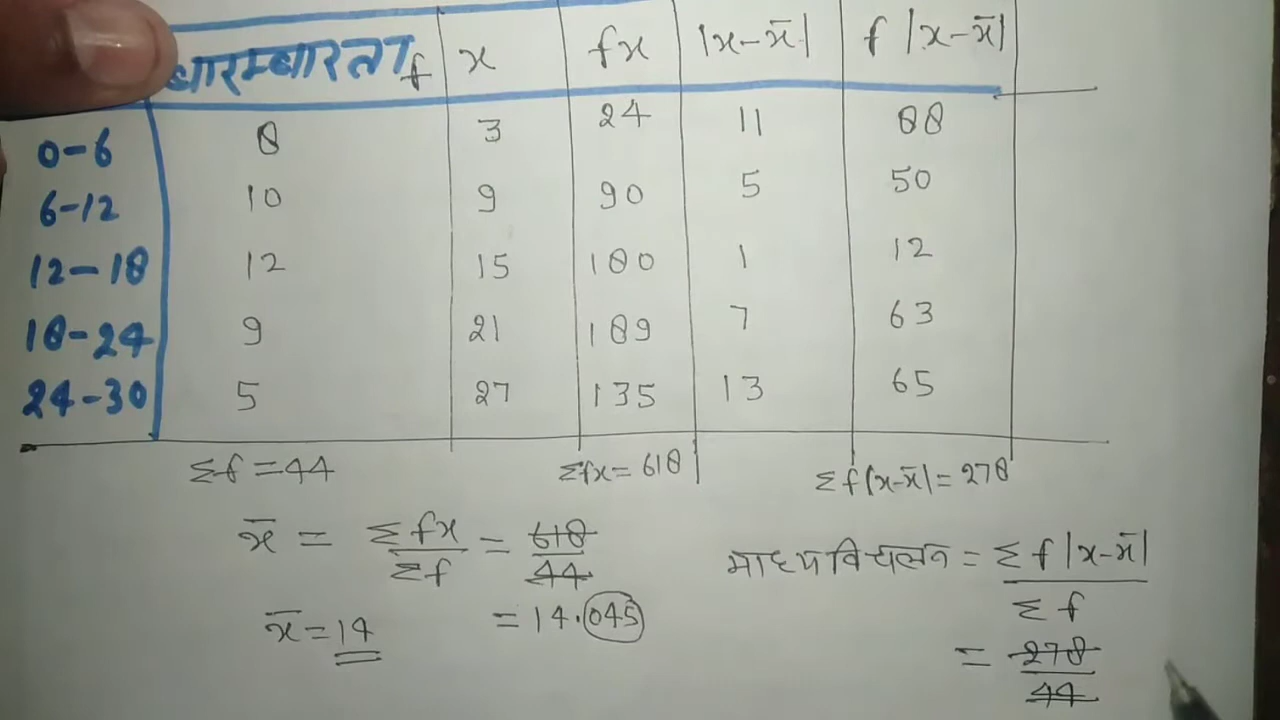 बारम्बारता f x fx |x-x̄| f |x-x̄|
0-6 8 3 24 11 88
6-12 10 9 90 5 50
12-18 12 15 180 1 12
18-24 9 21 189 7 63
24-30 5 27 135 13 65
Σf = 44 Σfx = 618 Σf|x-x̄| = 278
x̄ = Σfx/Σf = 618/44
= 14.045
x̄ = 14
माध्य विचलन = Σf|x-x̄|/Σf
= 278/44